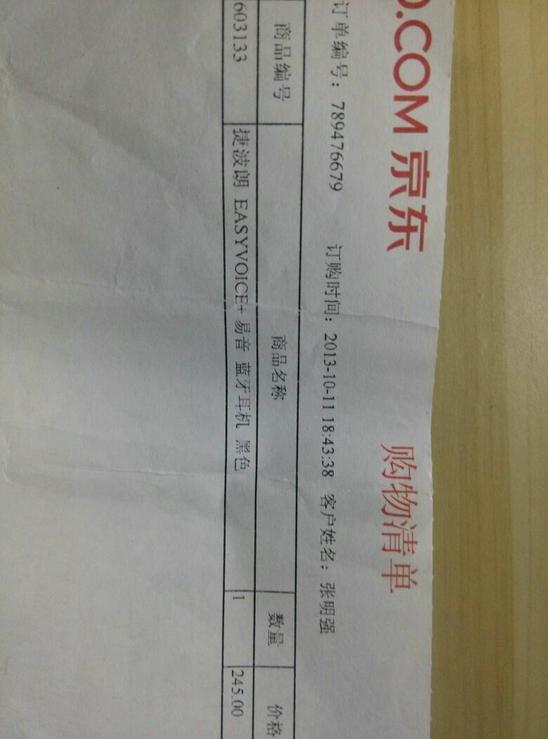 D.COM 京东
购物清单
订单编号：789476679 订购时间：2013-10-11 18:43:38 客户姓名：张明强
商品编号 商品名称 数量 价格
603133 捷波朗 EASYVOICE+ 易音 蓝牙耳机 黑色 1 245.00